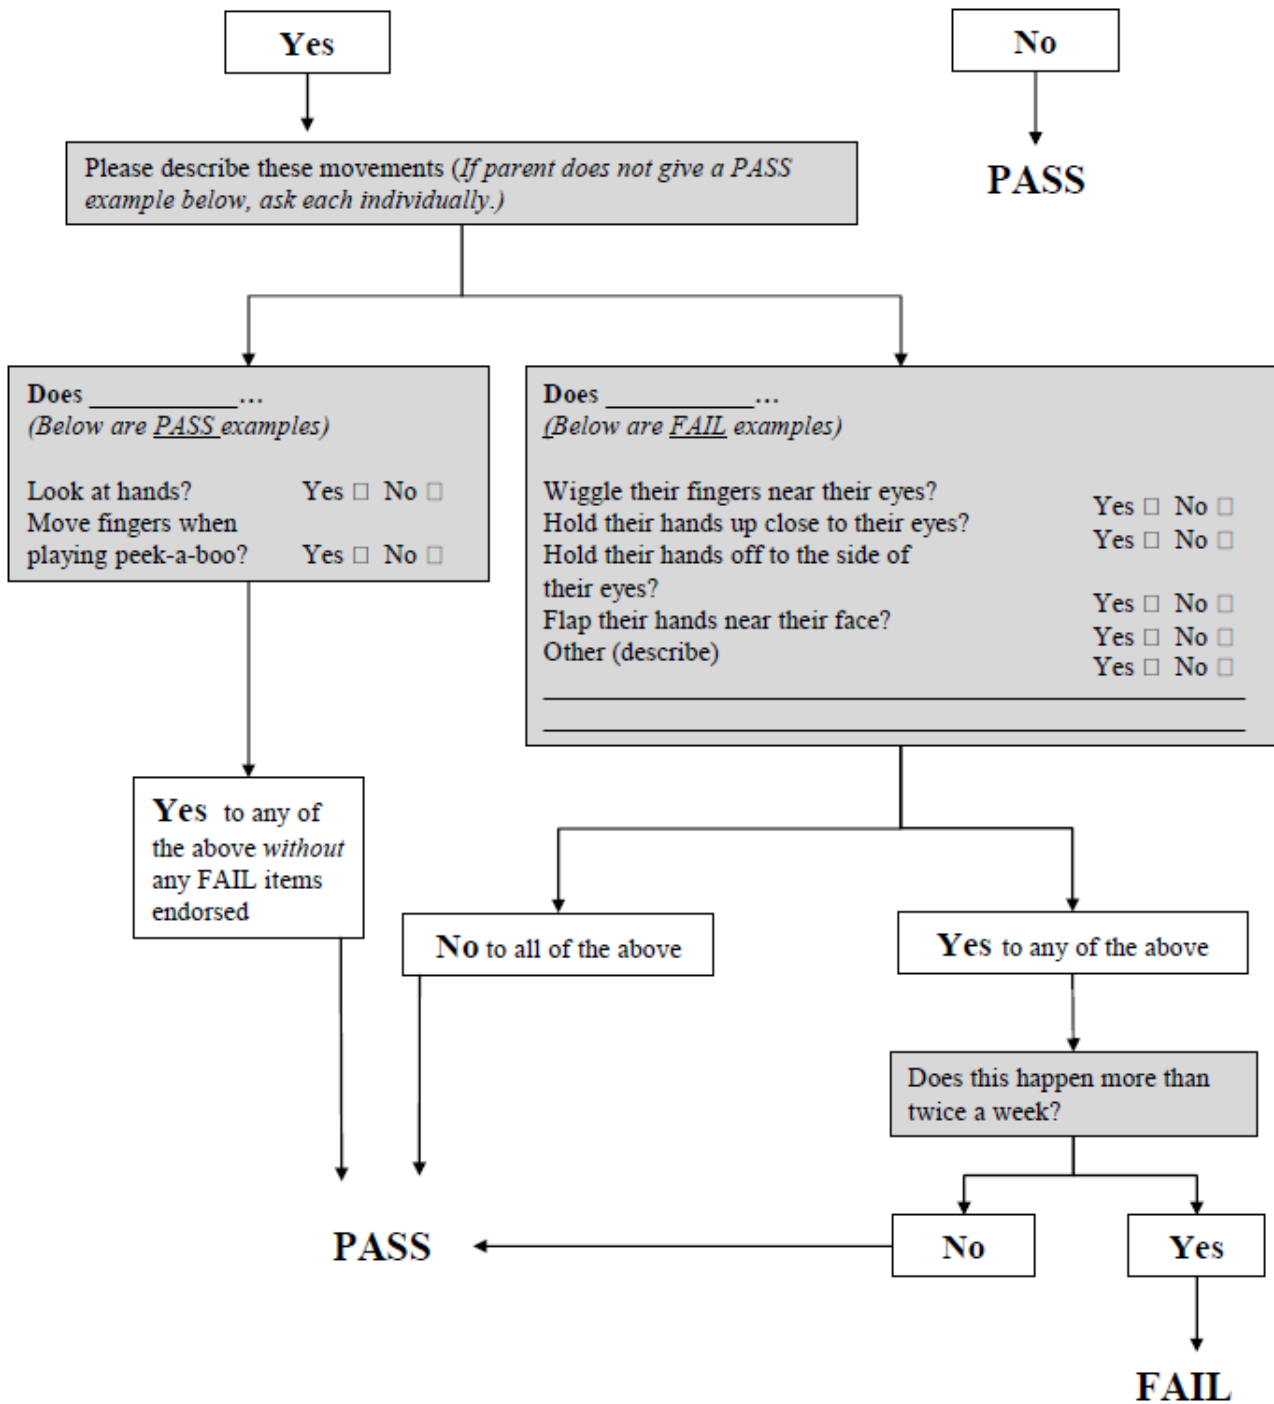 Yes
No
PASS
Please describe these movements (If parent does not give a PASS
example below, ask each individually.)
Does ___________…
(Below are PASS examples)
Look at hands? Yes □ No □
Move fingers when
playing peek-a-boo? Yes □ No □
Does ___________…
(Below are FAIL examples)
Wiggle their fingers near their eyes? Yes □ No □
Hold their hands up close to their eyes? Yes □ No □
Hold their hands off to the side of
their eyes? Yes □ No □
Flap their hands near their face? Yes □ No □
Other (describe) Yes □ No □
Yes to any of
the above without
any FAIL items
endorsed
No to all of the above
Yes to any of the above
Does this happen more than
twice a week?
PASS
No
Yes
FAIL